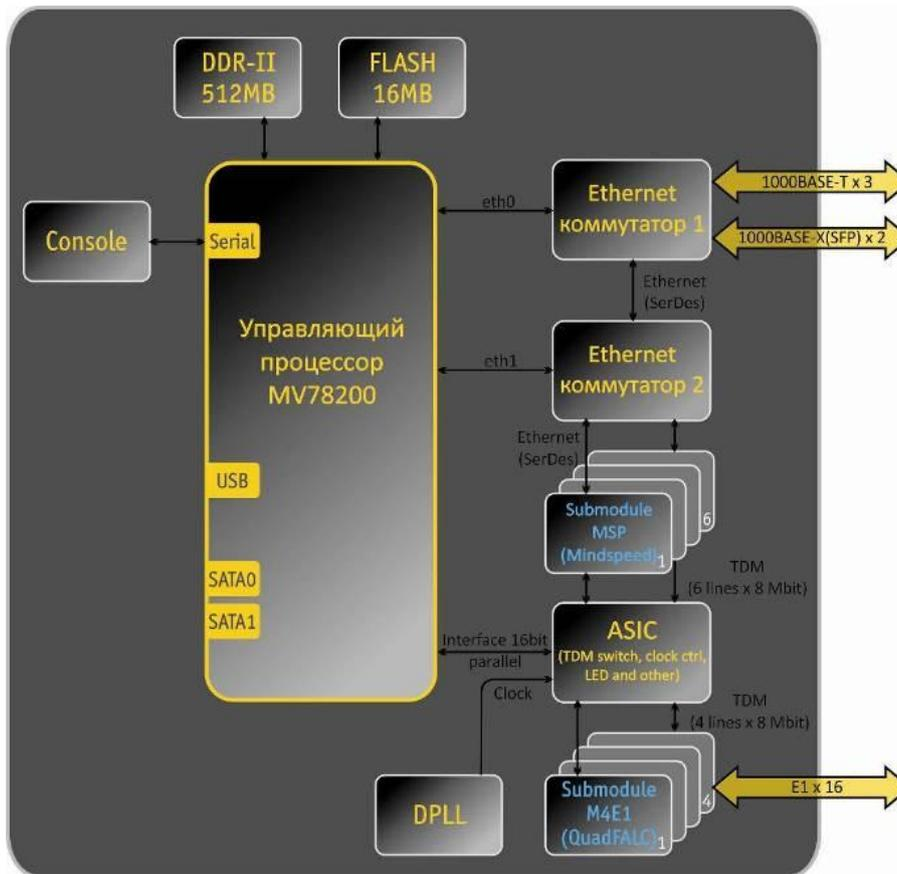 DDR-II
512MB
FLASH
16MB
Console
Serial
Управляющий
процессор
MV78200
USB
SATA0
SATA1
eth0
Ethernet
коммутатор 1
1000BASE-T x 3
1000BASE-X(SFP) x 2
Ethernet
(SerDes)
eth1
Ethernet
коммутатор 2
Ethernet
(SerDes)
Submodule
MSP
(Mindspeed)
1
6
TDM
(6 lines x 8 Mbit)
Interface 16bit
parallel
Clock
ASIC
(TDM switch, clock ctrl,
LED and other)
TDM
(4 lines x 8 Mbit)
DPLL
Submodule
M4E1
(QuadFALC)
1
4
E1 x 16